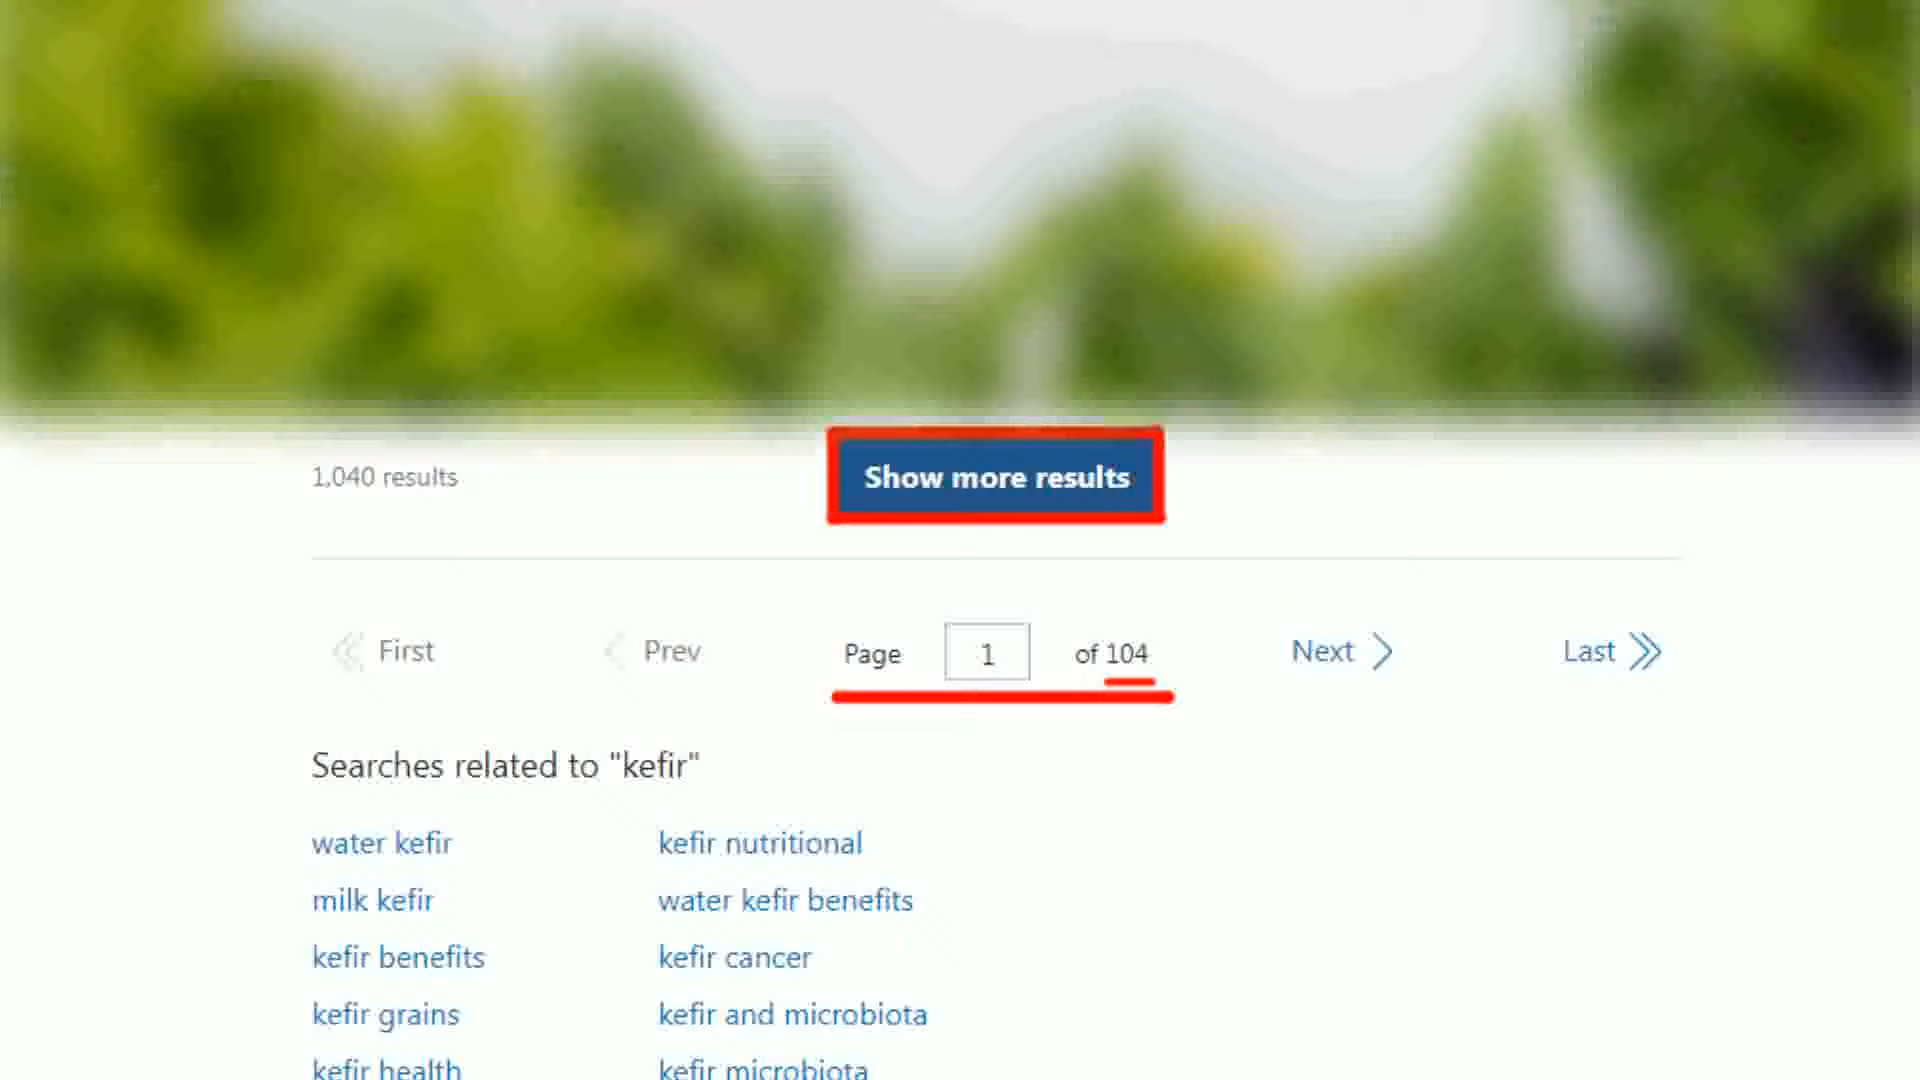 1,040 results
Show more results
First
Prev
Page 1 of 104
Next
Last
Searches related to "kefir"
water kefir
kefir nutritional
milk kefir
water kefir benefits
kefir benefits
kefir cancer
kefir grains
kefir and microbiota
kefir health
kefir microbiota